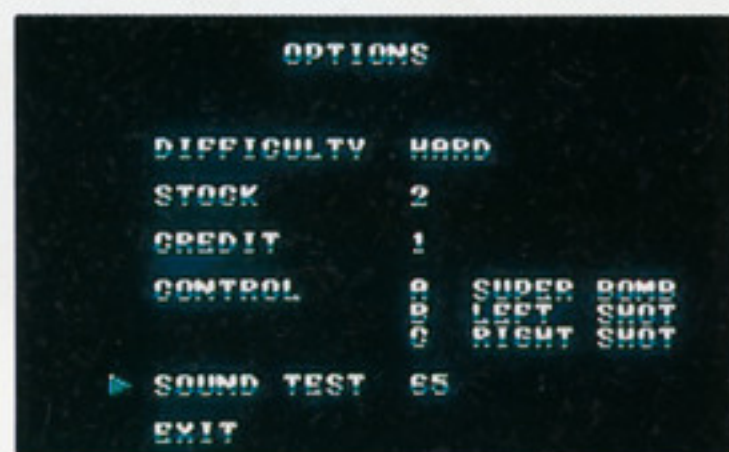 OPTIONS
DIFFICULTY HARD
STOCK 2
CREDIT 1
CONTROL A SUPER BOMB
B LEFT SHOT
C RIGHT SHOT
SOUND TEST 65
EXIT